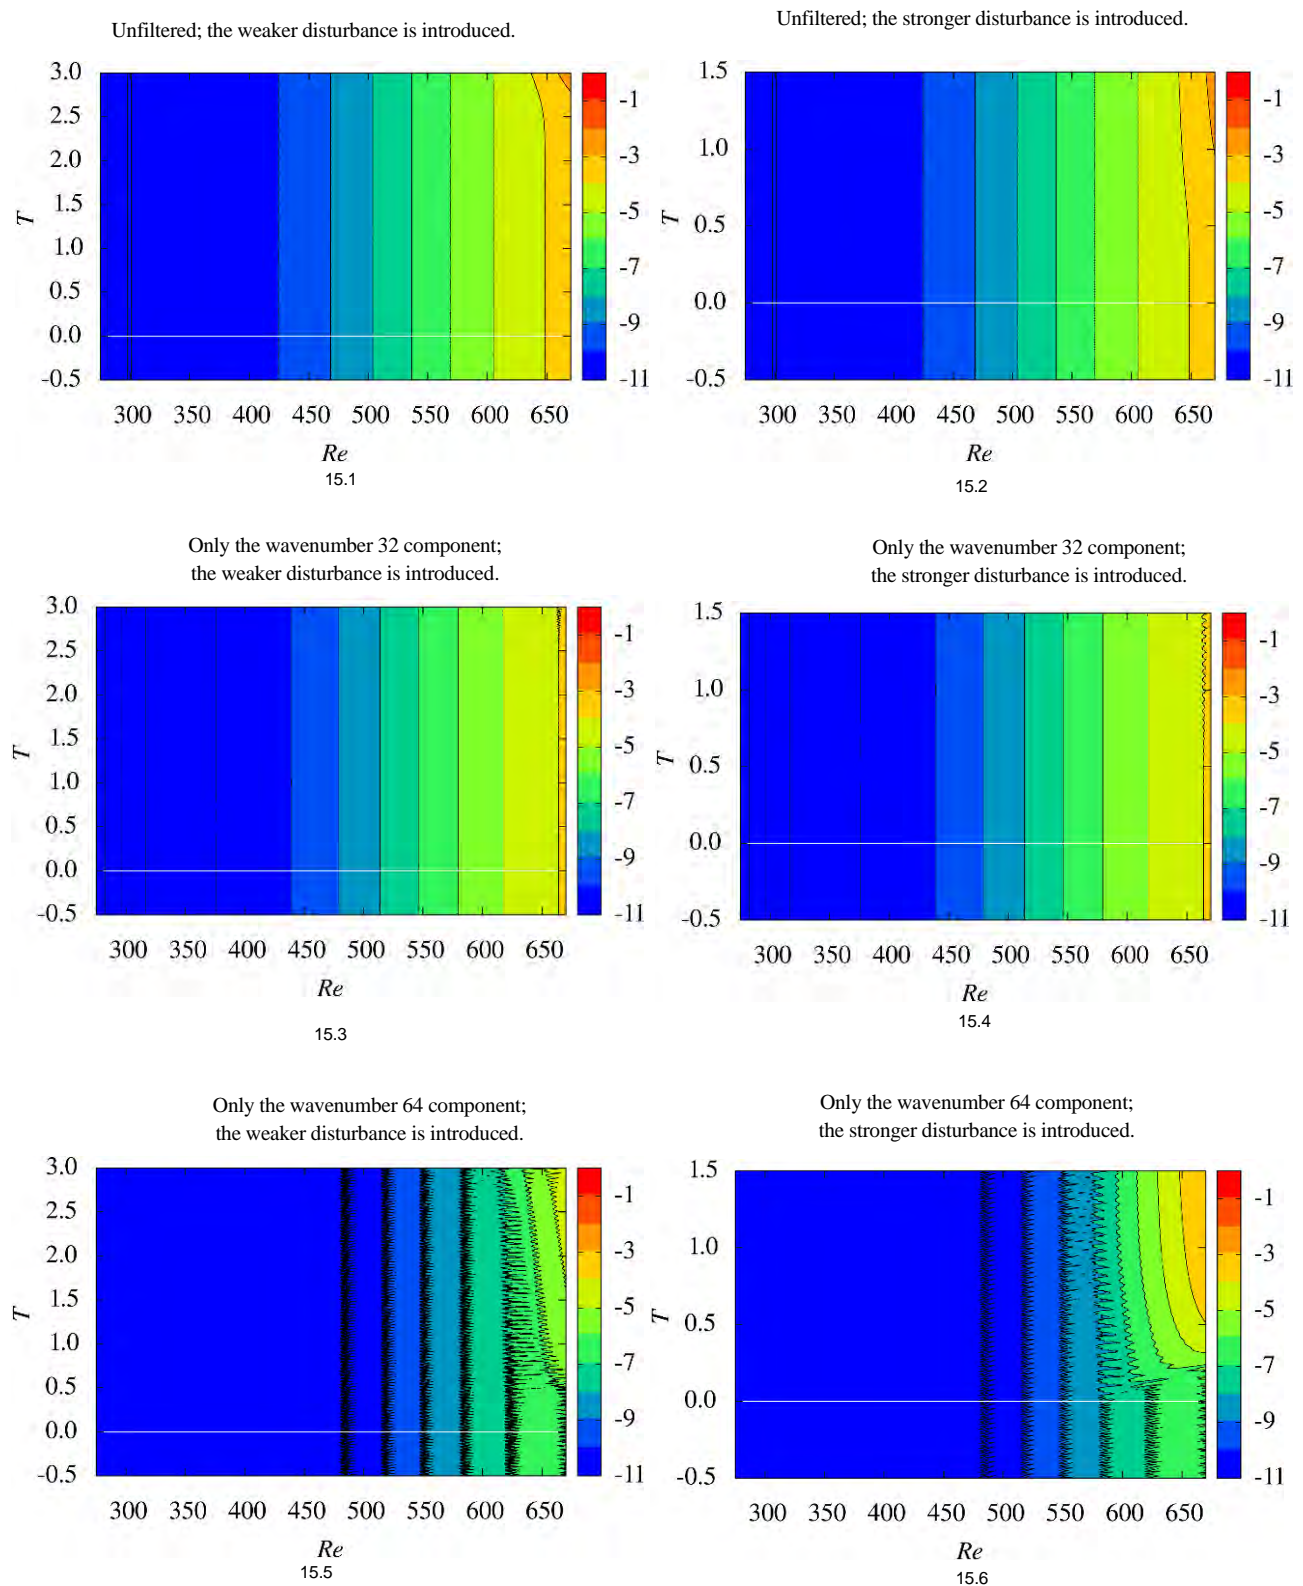 Unfiltered; the weaker disturbance is introduced.
3.0
2.5
2.0
1.5
1.0
0.5
0.0
-0.5
T
300 350 400 450 500 550 600 650
Re
-1
-3
-5
-7
-9
-11
15.1
Unfiltered; the stronger disturbance is introduced.
1.5
1.0
0.5
0.0
-0.5
T
300 350 400 450 500 550 600 650
Re
-1
-3
-5
-7
-9
-11
15.2
Only the wavenumber 32 component;
the weaker disturbance is introduced.
3.0
2.5
2.0
1.5
1.0
0.5
0.0
-0.5
T
300 350 400 450 500 550 600 650
Re
-1
-3
-5
-7
-9
-11
15.3
Only the wavenumber 32 component;
the stronger disturbance is introduced.
1.5
1.0
0.5
0.0
-0.5
T
300 350 400 450 500 550 600 650
Re
-1
-3
-5
-7
-9
-11
15.4
Only the wavenumber 64 component;
the weaker disturbance is introduced.
3.0
2.5
2.0
1.5
1.0
0.5
0.0
-0.5
T
300 350 400 450 500 550 600 650
Re
-1
-3
-5
-7
-9
-11
15.5
Only the wavenumber 64 component;
the stronger disturbance is introduced.
1.5
1.0
0.5
0.0
-0.5
T
300 350 400 450 500 550 600 650
Re
-1
-3
-5
-7
-9
-11
15.6